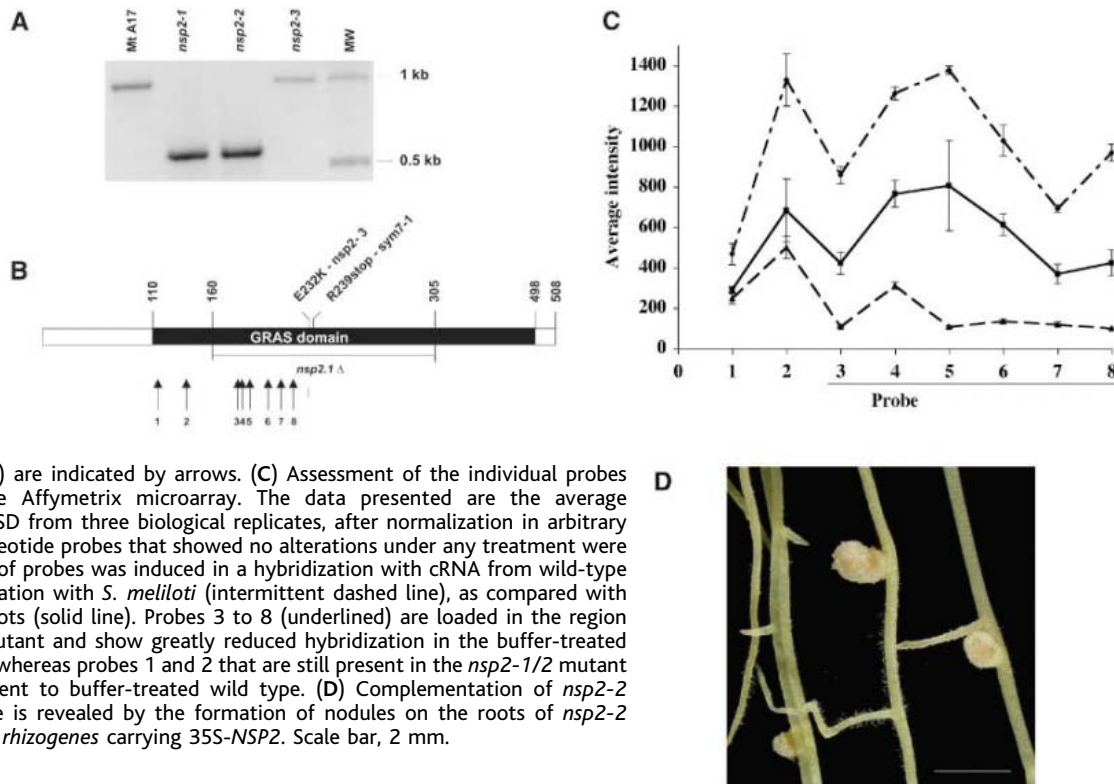 A
Mt A17
nsp2-1
nsp2-2
nsp2-3
MW
1 kb
0.5 kb
B
110
160
E232K - nsp2- 3
R239stop - sym7-1
305
498
508
GRAS domain
nsp2.1 Δ
1 2 3 4 5 6 7 8
C
Average intensity
1400
1200
1000
800
600
400
200
0
0 1 2 3 4 5 6 7 8
Probe
) are indicated by arrows. (C) Assessment of the individual probes
e Affymetrix microarray. The data presented are the average
SD from three biological replicates, after normalization in arbitrary
eotide probes that showed no alterations under any treatment were
of probes was induced in a hybridization with cRNA from wild-type
ation with S. meliloti (intermittent dashed line), as compared with
ots (solid line). Probes 3 to 8 (underlined) are loaded in the region
utant and show greatly reduced hybridization in the buffer-treated
whereas probes 1 and 2 that are still present in the nsp2-1/2 mutant
ent to buffer-treated wild type. (D) Complementation of nsp2-2
e is revealed by the formation of nodules on the roots of nsp2-2
rhizogenes carrying 35S-NSP2. Scale bar, 2 mm.
D